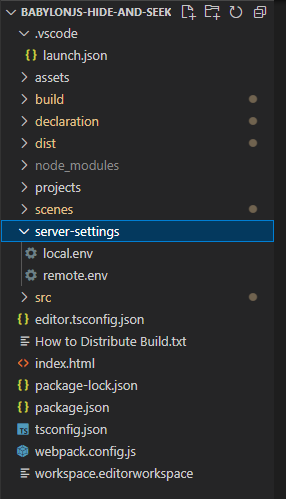 BABYLONJS-HIDE-AND-SEEK
.vscode
{} launch.json
assets
build
declaration
dist
node_modules
projects
scenes
server-settings
local.env
remote.env
src
{} editor.tsconfig.json
How to Distribute Build.txt
<> index.html
{} package-lock.json
{} package.json
TS tsconfig.json
webpack.config.js
workspace.editorworkspace